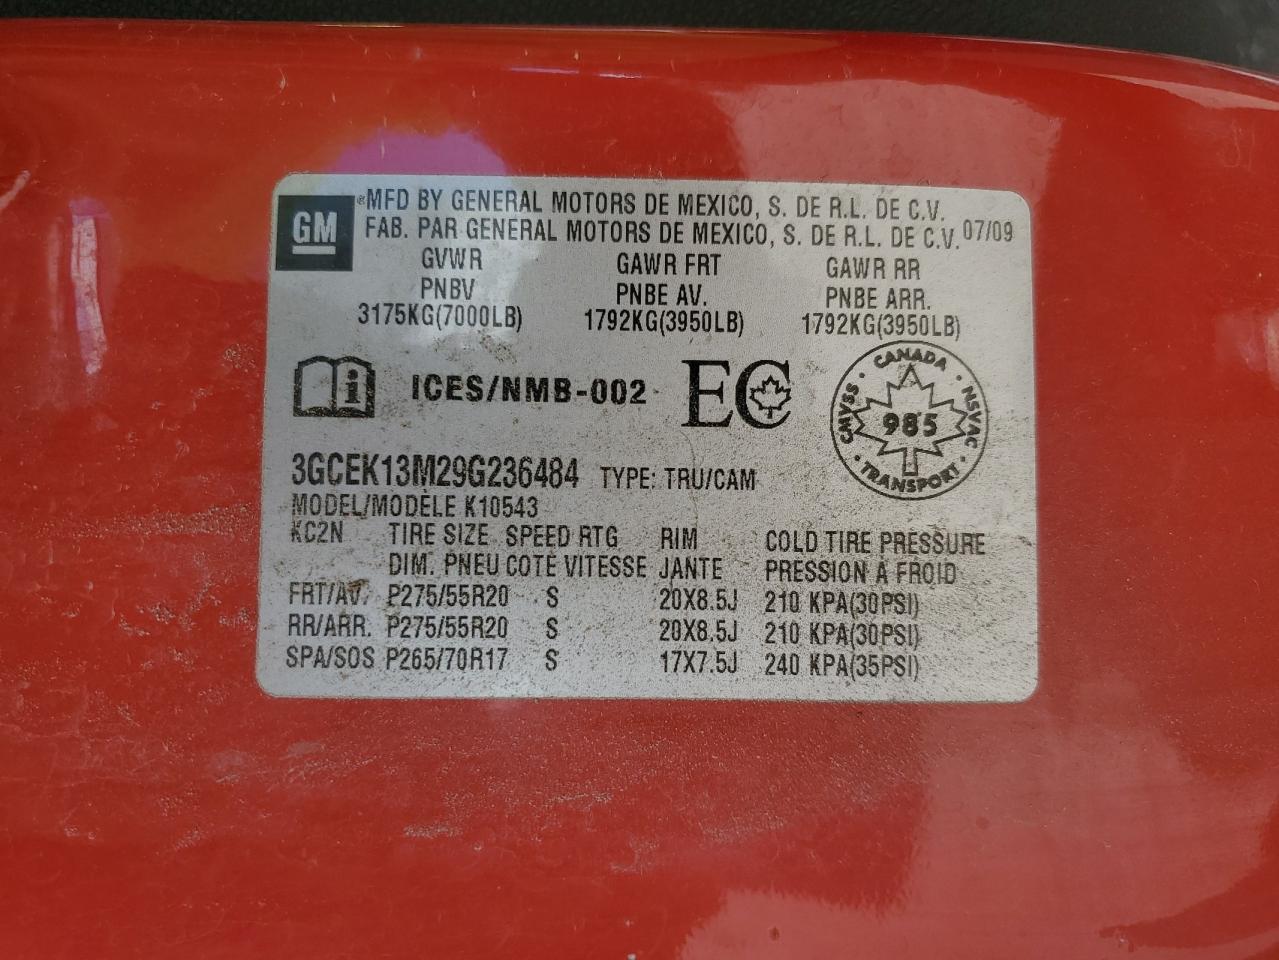 GM
®MFD BY GENERAL MOTORS DE MEXICO, S. DE R.L. DE C.V.
FAB. PAR GENERAL MOTORS DE MEXICO, S. DE R.L. DE C.V. 07/09
GVWR GAWR FRT GAWR RR
PNBV PNBE AV. PNBE ARR.
3175KG(7000LB) 1792KG(3950LB) 1792KG(3950LB)
i ICES/NMB-002 EC
CANADA · NSVAC · TRANSPORT · CMVSS ·
985
3GCEK13M29G236484 TYPE: TRU/CAM
MODEL/MODÈLE K10543
KC2N TIRE SIZE SPEED RTG RIM COLD TIRE PRESSURE
DIM. PNEU COTE VITESSE JANTE PRESSION A FROID
FRT/AV. P275/55R20 S 20X8.5J 210 KPA(30PSI)
RR/ARR. P275/55R20 S 20X8.5J 210 KPA(30PSI)
SPA/SOS P265/70R17 S 17X7.5J 240 KPA(35PSI)